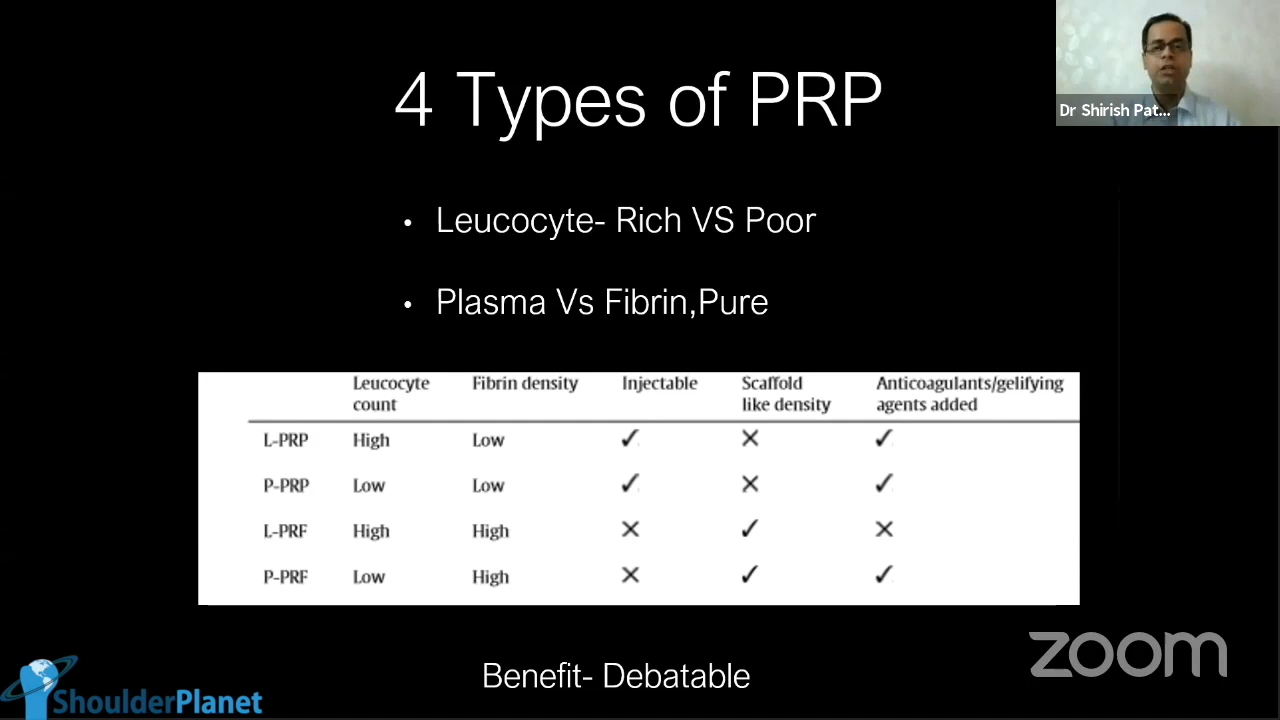 4 Types of PRP
Dr Shirish Pat...
• Leucocyte- Rich VS Poor
• Plasma Vs Fibrin,Pure
Leucocyte count Fibrin density Injectable Scaffold like density Anticoagulants/gelifying agents added
L-PRP High Low ✓ ✕ ✓
P-PRP Low Low ✓ ✕ ✓
L-PRF High High ✕ ✓ ✕
P-PRF Low High ✕ ✓ ✓
Benefit- Debatable
zoom
ShoulderPlanet